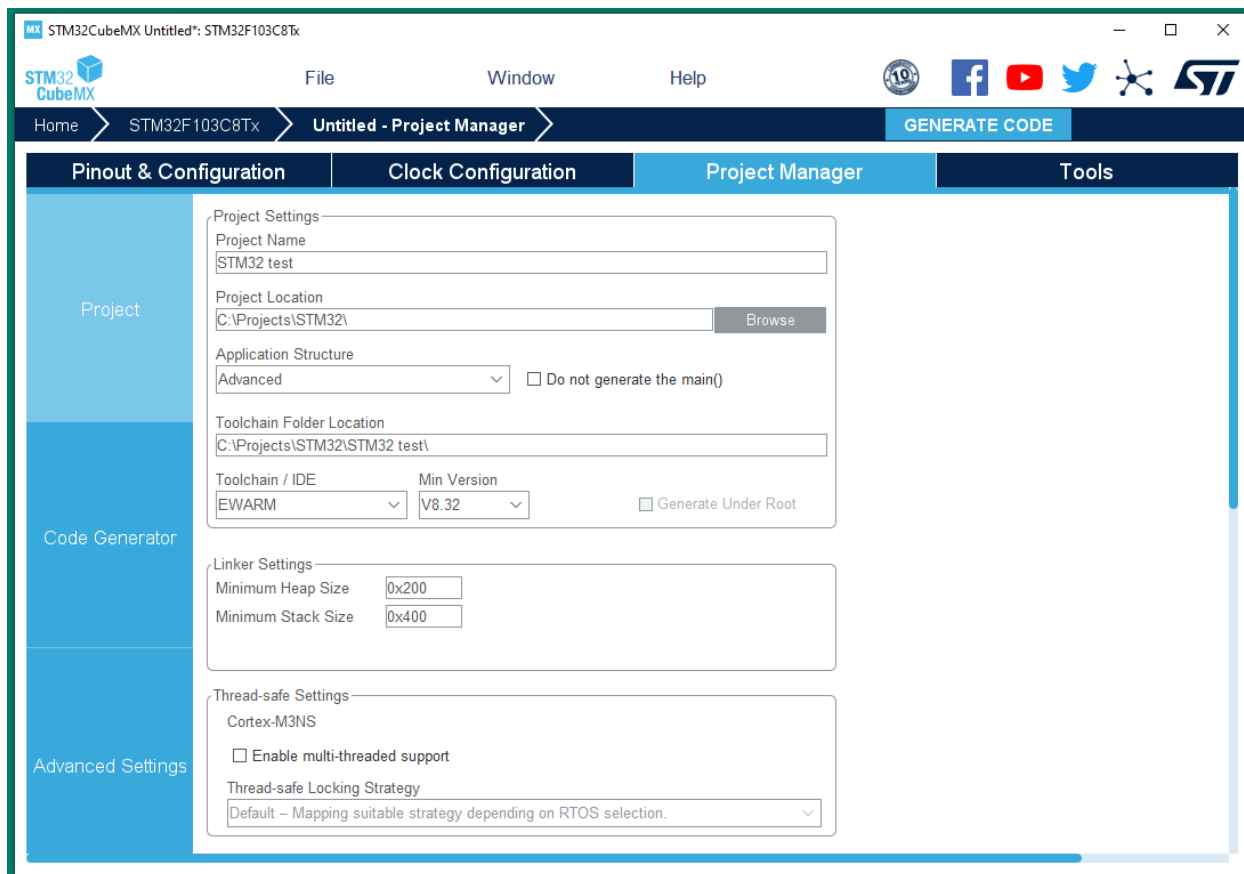 MX STM32CubeMX Untitled*: STM32F103C8Tx
STM32 CubeMX
File Window Help
10
Home STM32F103C8Tx Untitled - Project Manager GENERATE CODE
Pinout & Configuration Clock Configuration Project Manager Tools
Project
Code Generator
Advanced Settings
Project Settings
Project Name
STM32 test
Project Location
C:\Projects\STM32\ Browse
Application Structure
Advanced Do not generate the main()
Toolchain Folder Location
C:\Projects\STM32\STM32 test\
Toolchain / IDE Min Version
EWARM V8.32 Generate Under Root
Linker Settings
Minimum Heap Size 0x200
Minimum Stack Size 0x400
Thread-safe Settings
Cortex-M3NS
Enable multi-threaded support
Thread-safe Locking Strategy
Default – Mapping suitable strategy depending on RTOS selection.